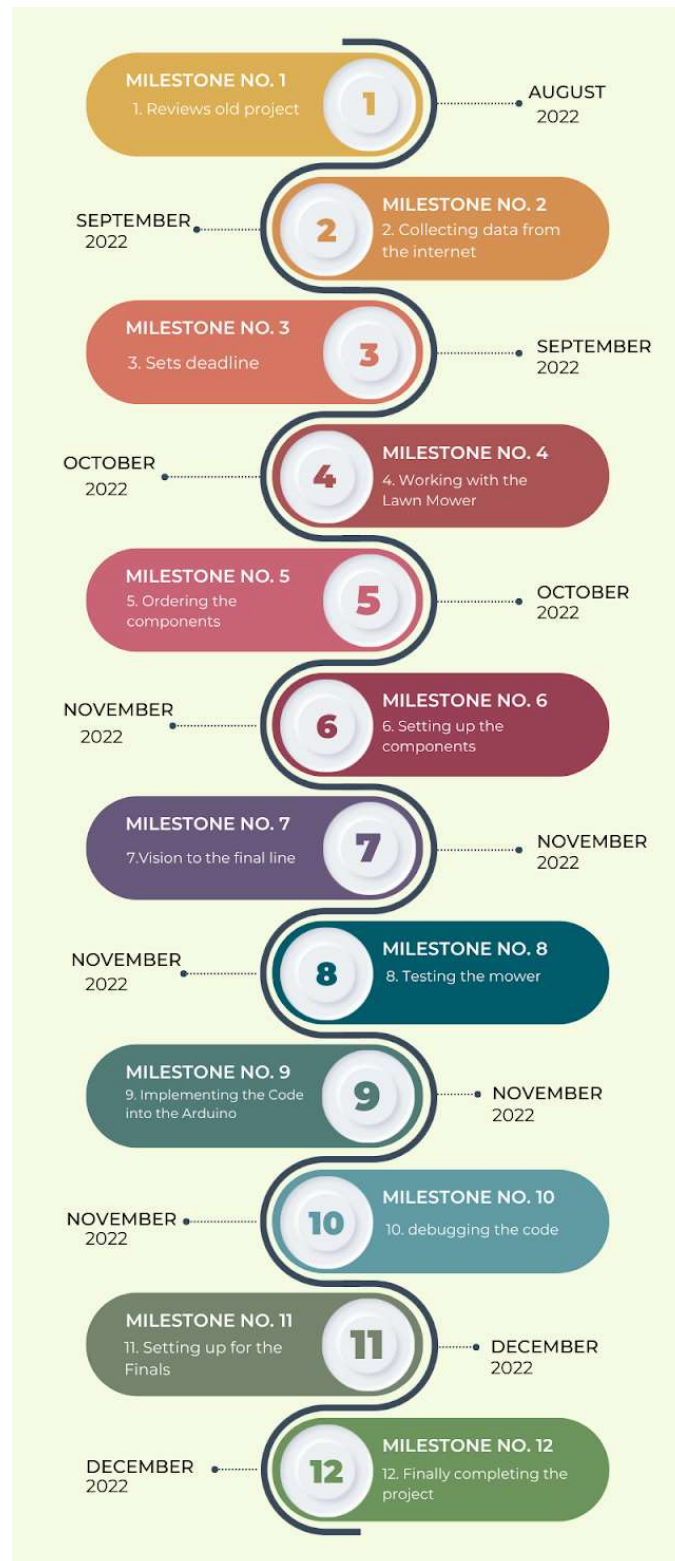 MILESTONE NO. 1
1. Reviews old project
1
AUGUST
2022
SEPTEMBER
2022
2
MILESTONE NO. 2
2. Collecting data from
the internet
MILESTONE NO. 3
3. Sets deadline
3
SEPTEMBER
2022
OCTOBER
2022
4
MILESTONE NO. 4
4. Working with the
Lawn Mower
MILESTONE NO. 5
5. Ordering the
components
5
OCTOBER
2022
NOVEMBER
2022
6
MILESTONE NO. 6
6. Setting up the
components
MILESTONE NO. 7
7.Vision to the final line
7
NOVEMBER
2022
NOVEMBER
2022
8
MILESTONE NO. 8
8. Testing the mower
MILESTONE NO. 9
9. Implementing the Code
into the Arduino
9
NOVEMBER
2022
NOVEMBER
2022
10
MILESTONE NO. 10
10. debugging the code
MILESTONE NO. 11
11. Setting up for the
Finals
11
DECEMBER
2022
DECEMBER
2022
12
MILESTONE NO. 12
12. Finally completing the
project